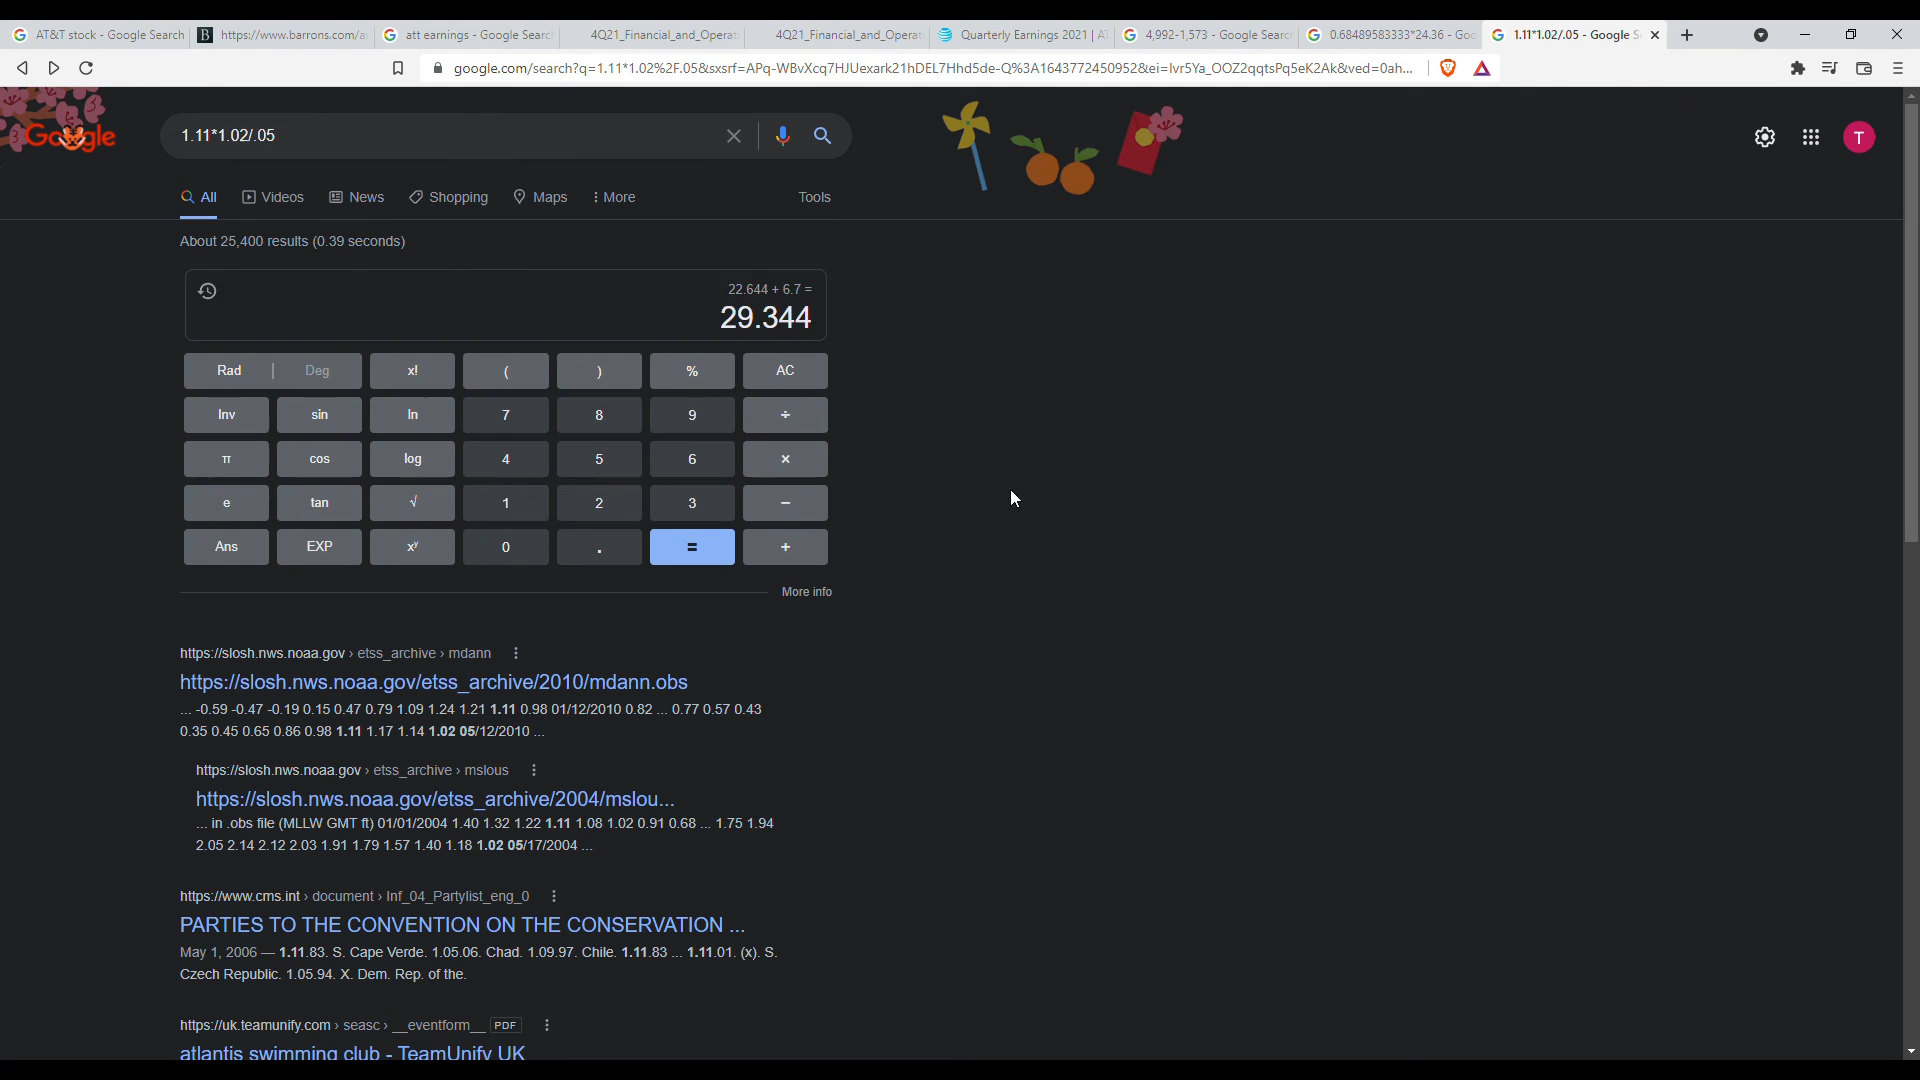 AT&T stock - Google Search
https://www.barrons.com/a
att earnings - Google Searc
4Q21_Financial_and_Operat
4Q21_Financial_and_Operat
Quarterly Earnings 2021 | A
4,992-1,573 - Google Searc
0.68489583333*24.36 - Goo
1.11*1.02/.05 - Google S
google.com/search?q=1.11*1.02%2F.05&sxsrf=APq-WBvXcq7HJUexark21hDEL7Hhd5de-Q%3A1643772450952&ei=Ivr5Ya_OOZ2qqtsPq5eK2Ak&ved=0ah...
Google
1.11*1.02/.05
T
All Videos News Shopping Maps More Tools
About 25,400 results (0.39 seconds)
22.644 + 6.7 =
29.344
Rad | Deg x! ( ) % AC
Inv sin ln 7 8 9 ÷
π cos log 4 5 6 ×
e tan √ 1 2 3 −
Ans EXP xʸ 0 . = +
More info
https://slosh.nws.noaa.gov › etss_archive › mdann
https://slosh.nws.noaa.gov/etss_archive/2010/mdann.obs
... -0.59 -0.47 -0.19 0.15 0.47 0.79 1.09 1.24 1.21 1.11 0.98 01/12/2010 0.82 ... 0.77 0.57 0.43
0.35 0.45 0.65 0.86 0.98 1.11 1.17 1.14 1.02 05/12/2010 ...
https://slosh.nws.noaa.gov › etss_archive › mslous
https://slosh.nws.noaa.gov/etss_archive/2004/mslou...
... in .obs file (MLLW GMT ft) 01/01/2004 1.40 1.32 1.22 1.11 1.08 1.02 0.91 0.68 ... 1.75 1.94
2.05 2.14 2.12 2.03 1.91 1.79 1.57 1.40 1.18 1.02 05/17/2004 ...
https://www.cms.int › document › Inf_04_Partylist_eng_0
PARTIES TO THE CONVENTION ON THE CONSERVATION ...
May 1, 2006 — 1.11.83. S. Cape Verde. 1.05.06. Chad. 1.09.97. Chile. 1.11.83 ... 1.11.01. (x). S.
Czech Republic. 1.05.94. X. Dem. Rep. of the.
https://uk.teamunify.com › seasc › __eventform__ PDF
atlantis swimming club - TeamUnify UK